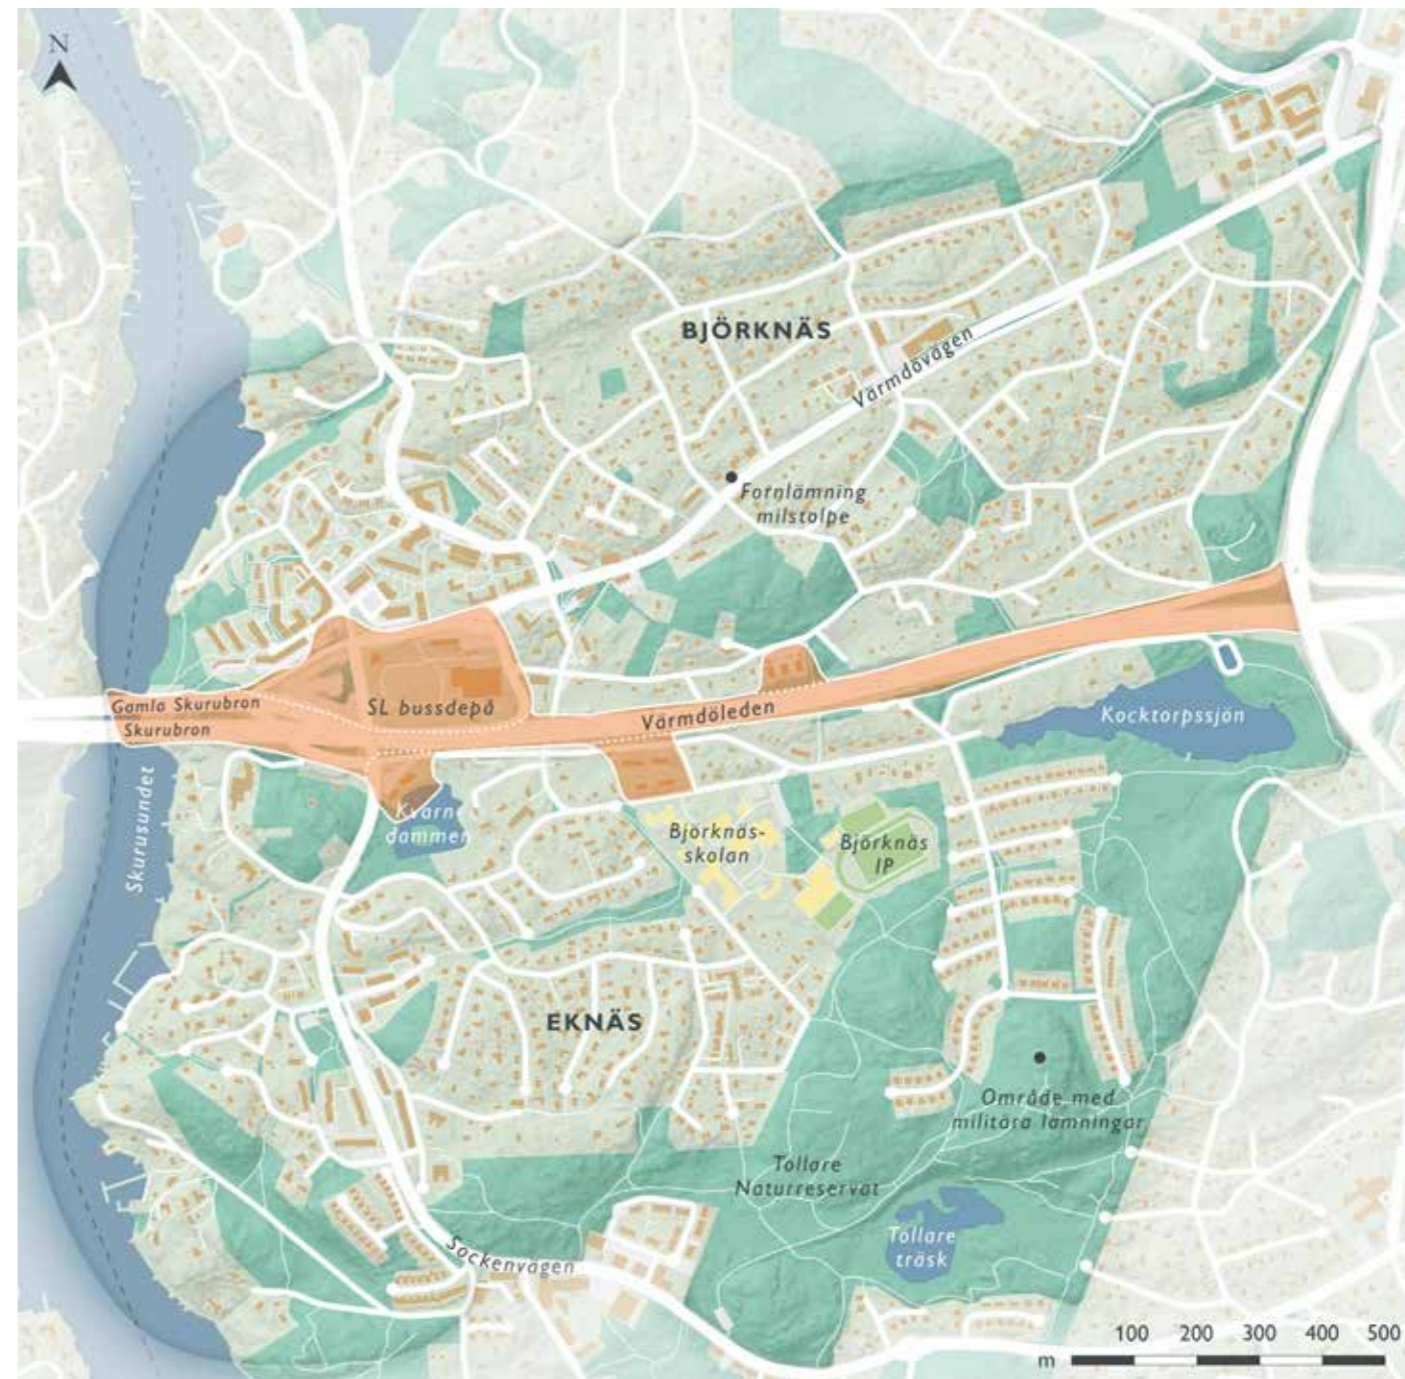 N
BJÖRKNÄS
Värmdövägen
Fornlämning
milstolpe
Gamla Skurubron
Skurubron
SL bussdepå
Värmdöleden
Kocktorpssjön
Skurusundet
Kvarn-
dammen
Björknäs-
skolan
Björknäs
IP
EKNÄS
Område med
militära lämningar
Tollare
Naturreservat
Tollare
träsk
Sockenvägen
100 200 300 400 500
m